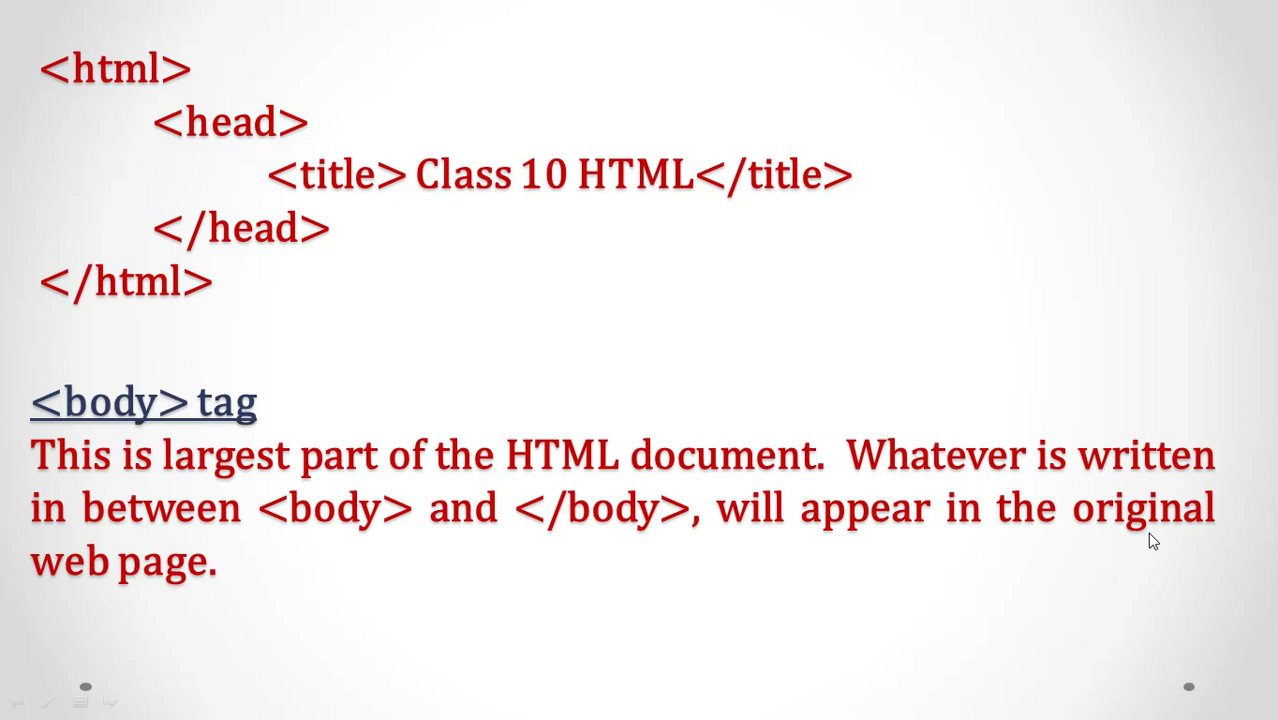 <html>
<head>
<title> Class 10 HTML</title>
</head>
</html>
<body> tag
This is largest part of the HTML document. Whatever is written
in between <body> and </body>, will appear in the original
web page.